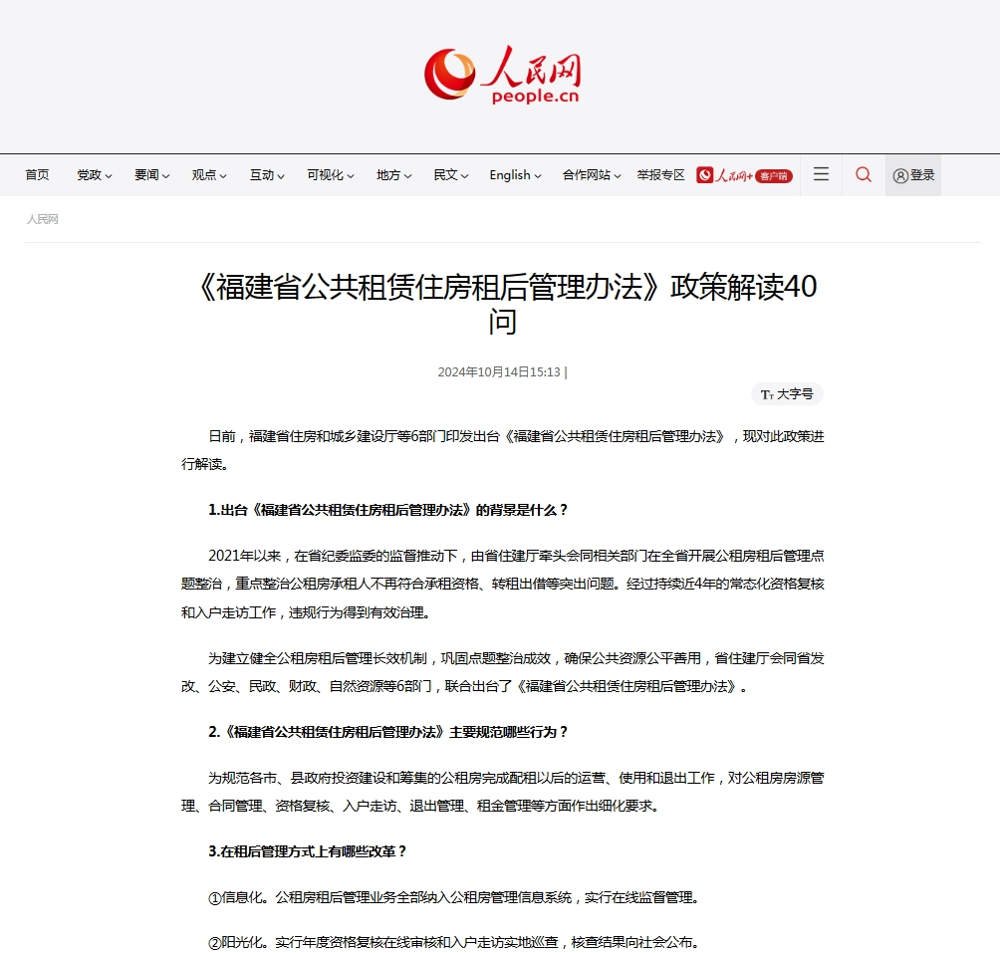 人民网
people.cn
首页 党政 要闻 观点 互动 可视化 地方 民文 English 合作网站 举报专区 人民网+ 客户端 登录
人民网
《福建省公共租赁住房租后管理办法》政策解读40
问
2024年10月14日15:13 |
TT 大字号
日前，福建省住房和城乡建设厅等6部门印发出台《福建省公共租赁住房租后管理办法》，现对此政策进
行解读。
1.出台《福建省公共租赁住房租后管理办法》的背景是什么？
2021年以来，在省纪委监委的监督推动下，由省住建厅牵头会同相关部门在全省开展公租房租后管理点
题整治，重点整治公租房承租人不再符合承租资格、转租出借等突出问题。经过持续近4年的常态化资格复核
和入户走访工作，违规行为得到有效治理。
为建立健全公租房租后管理长效机制，巩固点题整治成效，确保公共资源公平善用，省住建厅会同省发
改、公安、民政、财政、自然资源等6部门，联合出台了《福建省公共租赁住房租后管理办法》。
2.《福建省公共租赁住房租后管理办法》主要规范哪些行为？
为规范各市、县政府投资建设和筹集的公租房完成配租以后的运营、使用和退出工作，对公租房房源管
理、合同管理、资格复核、入户走访、退出管理、租金管理等方面作出细化要求。
3.在租后管理方式上有哪些改革？
①信息化。公租房租后管理业务全部纳入公租房管理信息系统，实行在线监督管理。
②阳光化。实行年度资格复核在线审核和入户走访实地巡查，核查结果向社会公布。